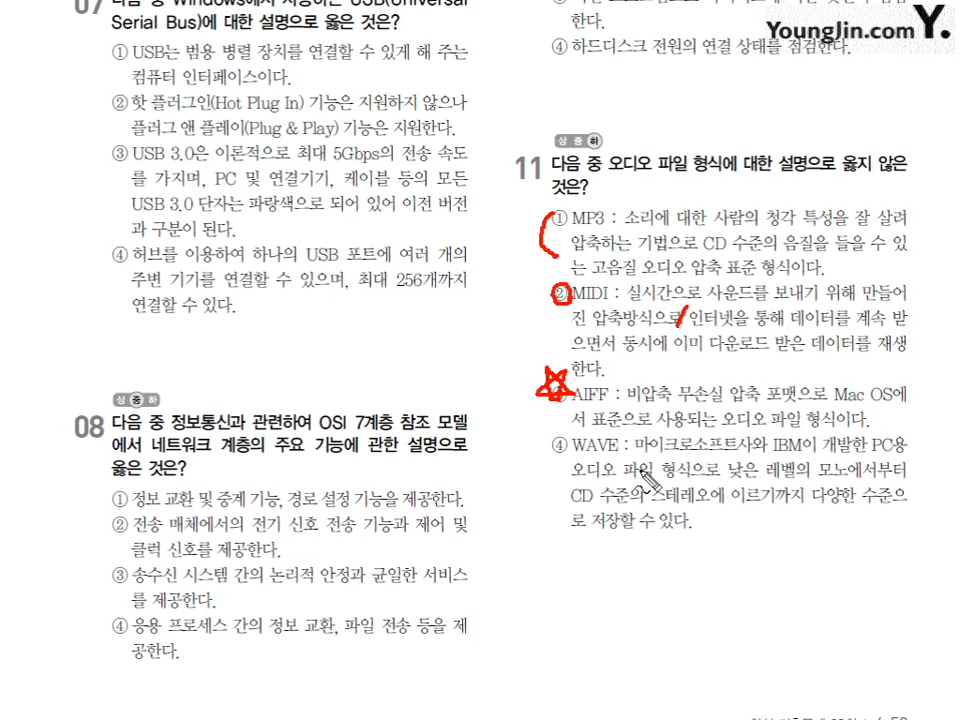 07
다음 중 Windows에서 사용하는 USB(Universal
Serial Bus)에 대한 설명으로 옳은 것은?
① USB는 범용 병렬 장치를 연결할 수 있게 해 주는
컴퓨터 인터페이스이다.
② 핫 플러그인(Hot Plug In) 기능은 지원하지 않으나
플러그 앤 플레이(Plug & Play) 기능은 지원한다.
③ USB 3.0은 이론적으로 최대 5Gbps의 전송 속도
를 가지며, PC 및 연결기기, 케이블 등의 모든
USB 3.0 단자는 파랑색으로 되어 있어 이전 버전
과 구분이 된다.
④ 허브를 이용하여 하나의 USB 포트에 여러 개의
주변 기기를 연결할 수 있으며, 최대 256개까지
연결할 수 있다.
상 중 하
08
다음 중 정보통신과 관련하여 OSI 7계층 참조 모델
에서 네트워크 계층의 주요 기능에 관한 설명으로
옳은 것은?
① 정보 교환 및 중계 기능, 경로 설정 기능을 제공한다.
② 전송 매체에서의 전기 신호 전송 기능과 제어 및
클럭 신호를 제공한다.
③ 송수신 시스템 간의 논리적 안정과 균일한 서비스
를 제공한다.
④ 응용 프로세스 간의 정보 교환, 파일 전송 등을 제
공한다.
한다.
④ 하드디스크 전원의 연결 상태를 점검한다.
YoungJin.com Y.
상 중 하
11
다음 중 오디오 파일 형식에 대한 설명으로 옳지 않은
것은?
① MP3 : 소리에 대한 사람의 청각 특성을 잘 살려
압축하는 기법으로 CD 수준의 음질을 들을 수 있
는 고음질 오디오 압축 표준 형식이다.
② MIDI : 실시간으로 사운드를 보내기 위해 만들어
진 압축방식으로 인터넷을 통해 데이터를 계속 받
으면서 동시에 이미 다운로드 받은 데이터를 재생
한다.
AIFF : 비압축 무손실 압축 포맷으로 Mac OS에
서 표준으로 사용되는 오디오 파일 형식이다.
④ WAVE : 마이크로소프트사와 IBM이 개발한 PC용
오디오 파일 형식으로 낮은 레벨의 모노에서부터
CD 수준의 스테레오에 이르기까지 다양한 수준으
로 저장할 수 있다.